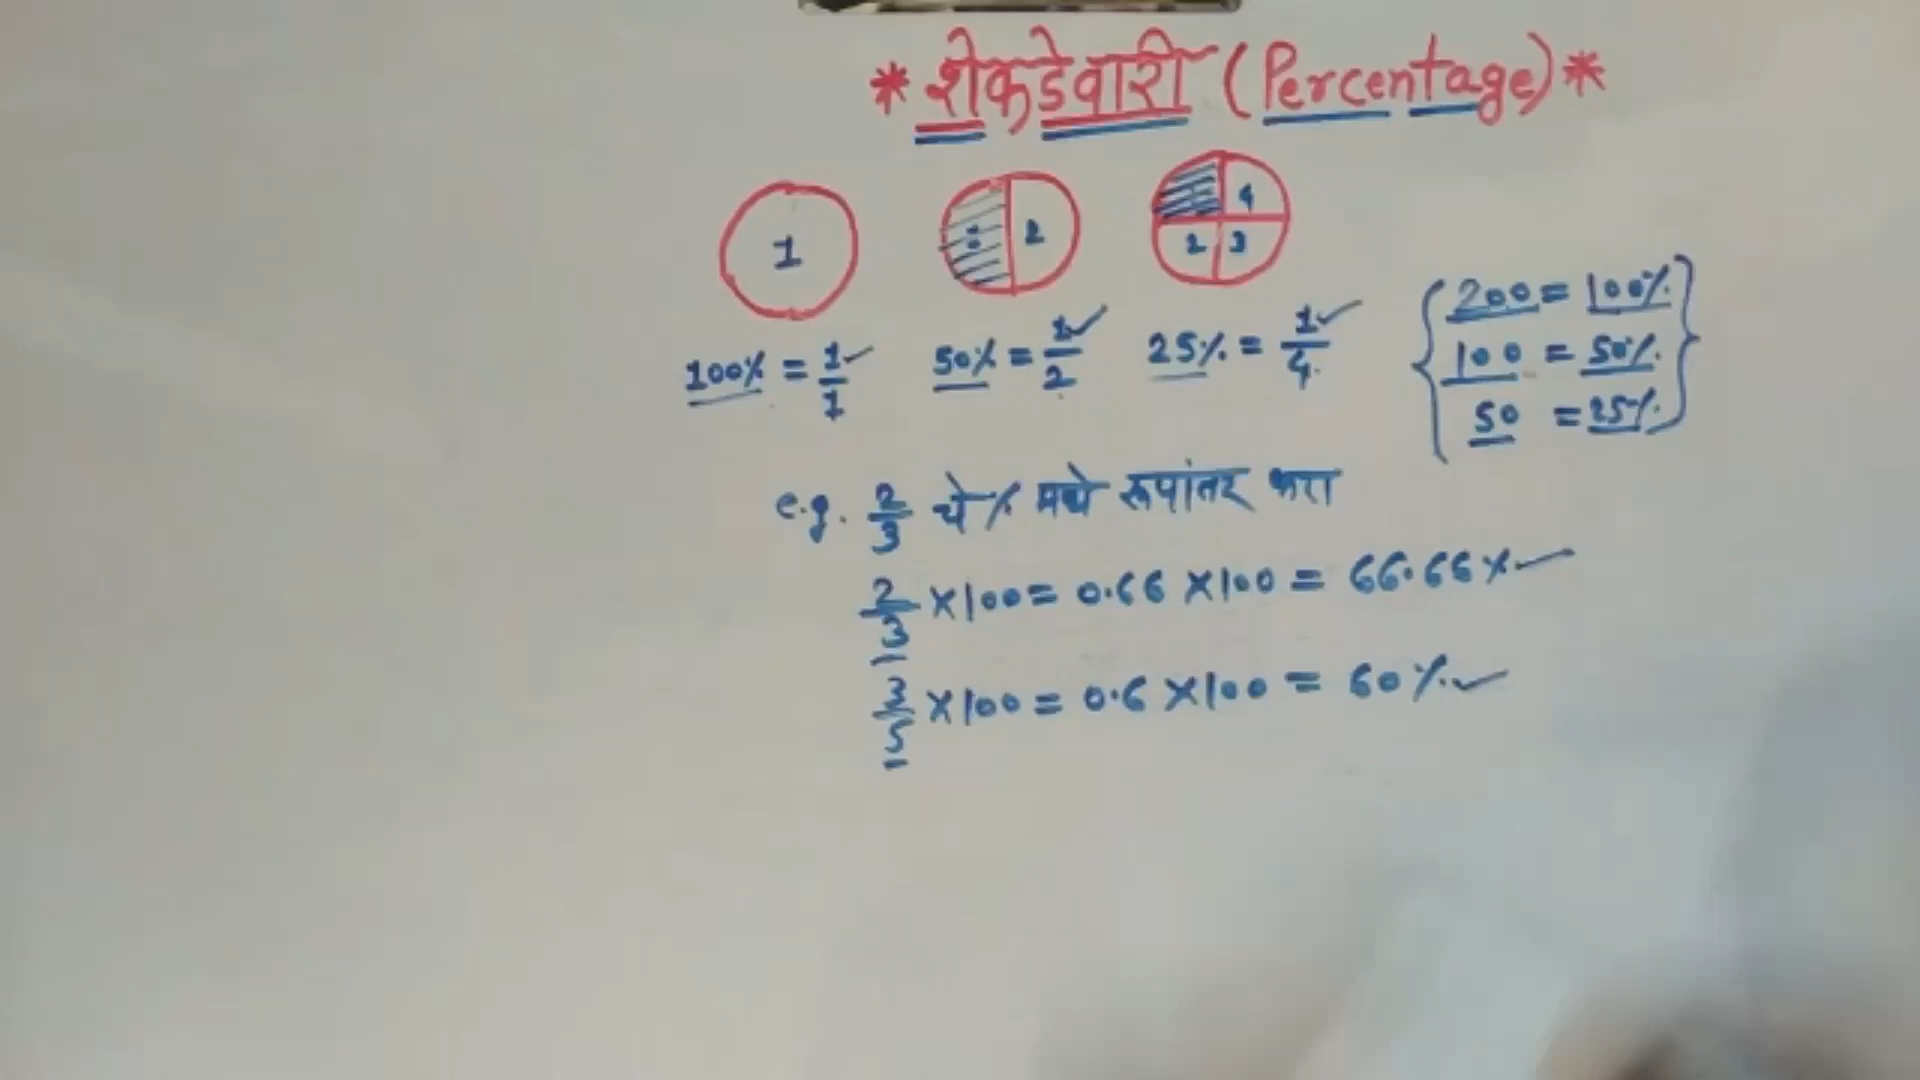 * शेकडेवारी (Percentage) *
1
1 2
4
2 3
100% = 1/1 50% = 1/2 25% = 1/4
200 = 100%
100 = 50%
50 = 25%
e.g. 2/3 चे % मध्ये रूपांतर करा
2/3 ×100 = 0.66 ×100 = 66.66%
3/5 ×100 = 0.6 ×100 = 60%